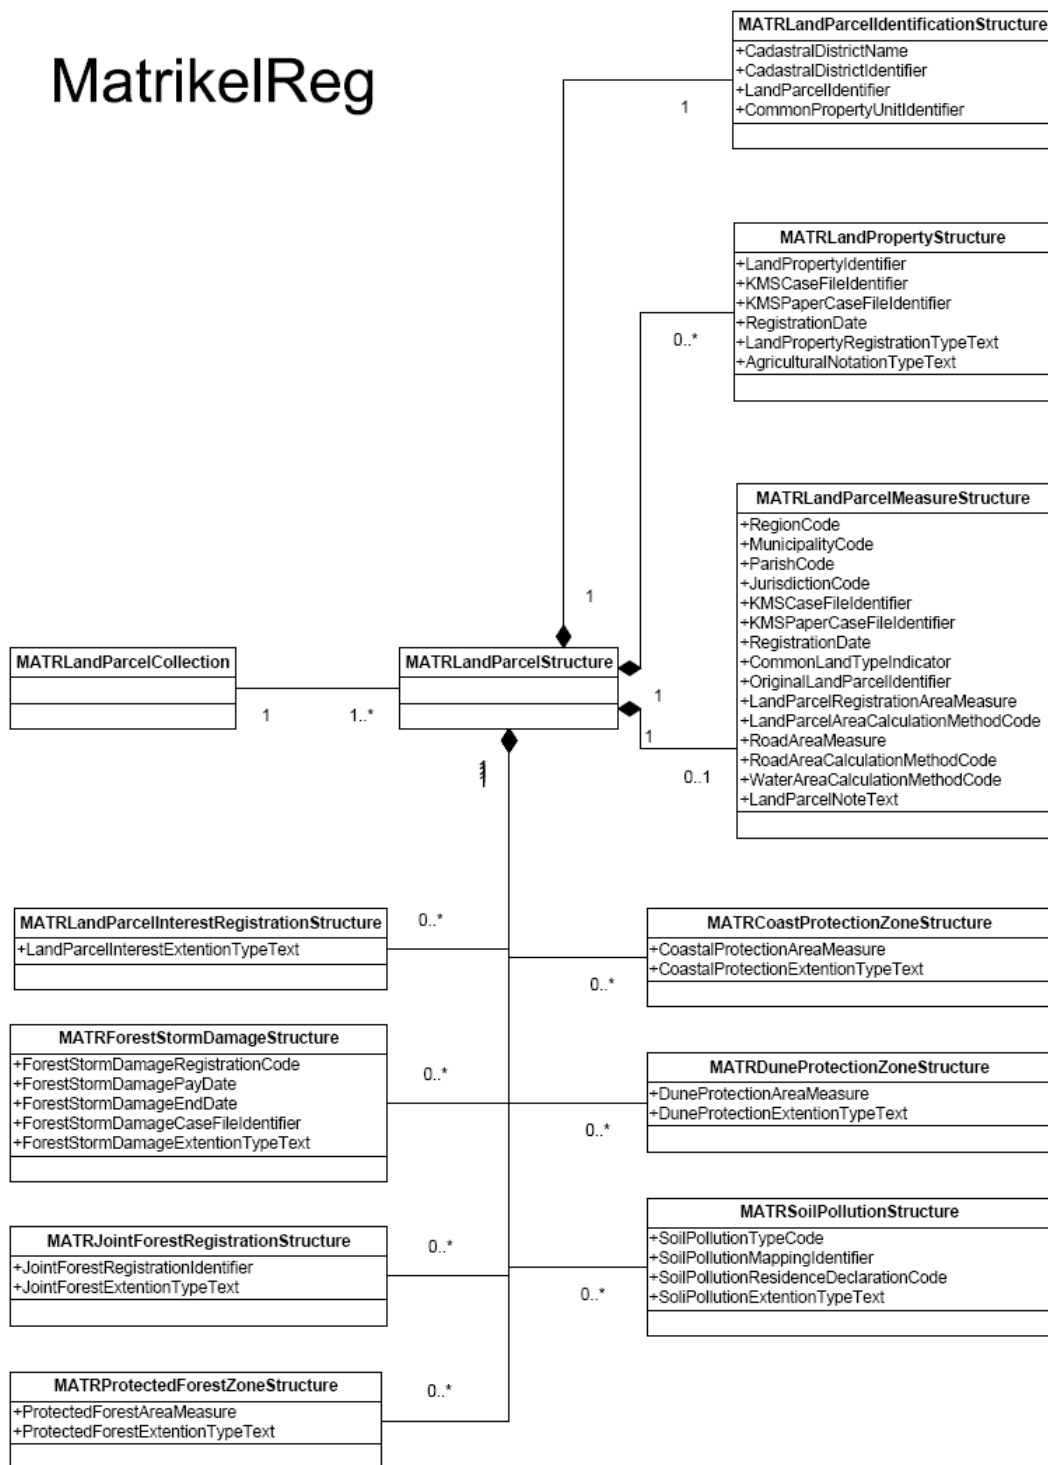 MatrikelReg
MATRLandParcelIdentificationStructure
+CadastralDistrictName
+CadastralDistrictIdentifier
+LandParcelIdentifier
+CommonPropertyUnitIdentifier
1
MATRLandPropertyStructure
+LandPropertyIdentifier
+KMSCaseFileIdentifier
+KMSPaperCaseFileIdentifier
+RegistrationDate
+LandPropertyRegistrationTypeText
+AgriculturalNotationTypeText
0..*
MATRLandParcelMeasureStructure
+RegionCode
+MunicipalityCode
+ParishCode
+JurisdictionCode
+KMSCaseFileIdentifier
+KMSPaperCaseFileIdentifier
+RegistrationDate
+CommonLandTypeIndicator
+OriginalLandParcelIdentifier
+LandParcelRegistrationAreaMeasure
+LandParcelAreaCalculationMethodCode
+RoadAreaMeasure
+RoadAreaCalculationMethodCode
+WaterAreaCalculationMethodCode
+LandParcelNoteText
1
MATRLandParcelCollection
MATRLandParcelStructure
1
1..*
1
1
0..1
MATRLandParcelInterestRegistrationStructure
+LandParcelInterestExtentionTypeText
0..*
MATRCoastProtectionZoneStructure
+CoastalProtectionAreaMeasure
+CoastalProtectionExtentionTypeText
0..*
MATRForestStormDamageStructure
+ForestStormDamageRegistrationCode
+ForestStormDamagePayDate
+ForestStormDamageEndDate
+ForestStormDamageCaseFileIdentifier
+ForestStormDamageExtentionTypeText
0..*
MATRDuneProtectionZoneStructure
+DuneProtectionAreaMeasure
+DuneProtectionExtentionTypeText
0..*
MATRJointForestRegistrationStructure
+JointForestRegistrationIdentifier
+JointForestExtentionTypeText
0..*
MATRSoilPollutionStructure
+SoilPollutionTypeCode
+SoilPollutionMappingIdentifier
+SoilPollutionResidenceDeclarationCode
+SoliPollutionExtentionTypeText
0..*
MATRProtectedForestZoneStructure
+ProtectedForestAreaMeasure
+ProtectedForestExtentionTypeText
0..*